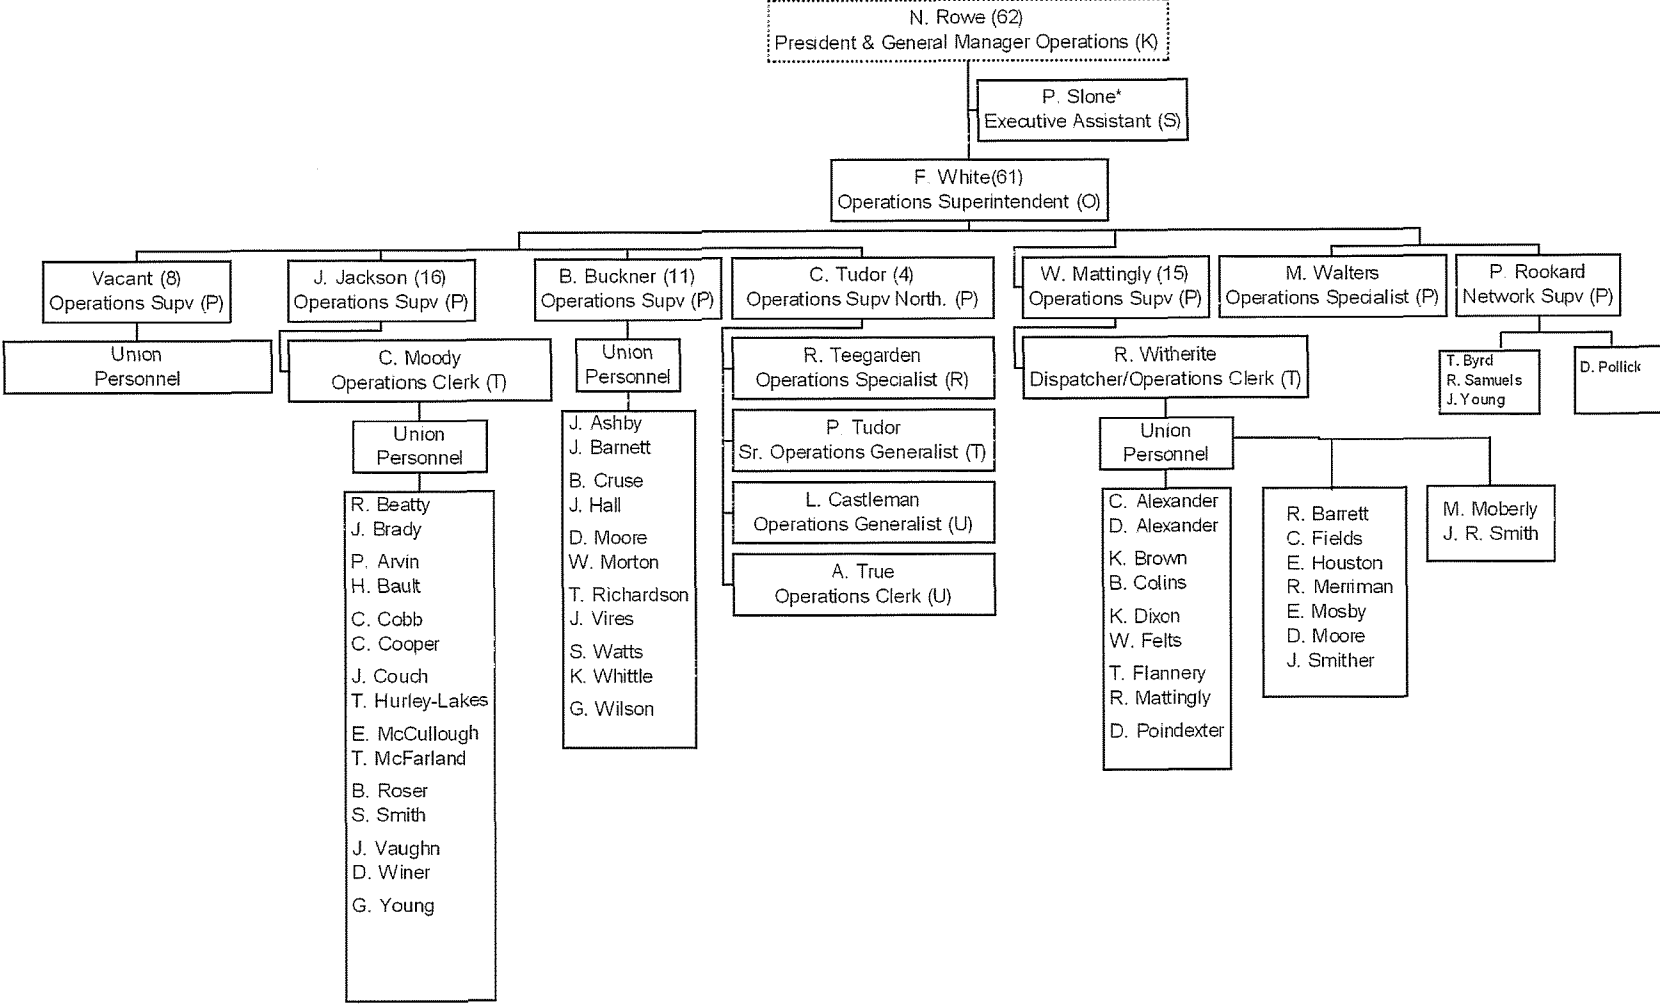 N. Rowe (62)
President & General Manager Operations (K)
P. Slone*
Executive Assistant (S)
F. White(61)
Operations Superintendent (O)
Vacant (8)
Operations Supv (P)
Union
Personnel
J. Jackson (16)
Operations Supv (P)
C. Moody
Operations Clerk (T)
Union
Personnel
R. Beatty
J. Brady
P. Arvin
H. Bault
C. Cobb
C. Cooper
J. Couch
T. Hurley-Lakes
E. McCullough
T. McFarland
B. Roser
S. Smith
J. Vaughn
D. Winer
G. Young
B. Buckner (11)
Operations Supv (P)
Union
Personnel
J. Ashby
J. Barnett
B. Cruse
J. Hall
D. Moore
W. Morton
T. Richardson
J. Vires
S. Watts
K. Whittle
G. Wilson
C. Tudor (4)
Operations Supv North. (P)
R. Teegarden
Operations Specialist (R)
P. Tudor
Sr. Operations Generalist (T)
L. Castleman
Operations Generalist (U)
A. True
Operations Clerk (U)
W. Mattingly (15)
Operations Supv (P)
R. Witherite
Dispatcher/Operations Clerk (T)
Union
Personnel
C. Alexander
D. Alexander
K. Brown
B. Colins
K. Dixon
W. Felts
T. Flannery
R. Mattingly
D. Poindexter
R. Barrett
C. Fields
E. Houston
R. Merriman
E. Mosby
D. Moore
J. Smither
M. Moberly
J. R. Smith
M. Walters
Operations Specialist (P)
P. Rookard
Network Supv (P)
T. Byrd
R. Samuels
J. Young
D. Pollick